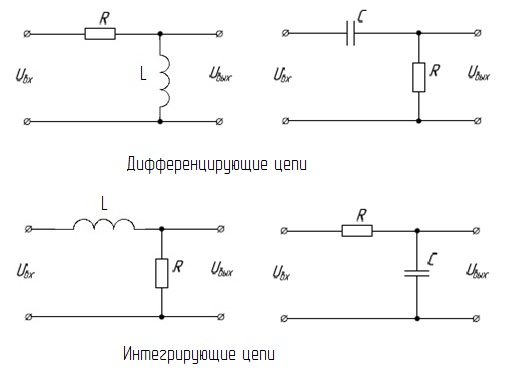 R C
Uвх L Uвых Uвх R Uвых
Дифференцирующие цепи
L R
Uвх R Uвых Uвх C Uвых
Интегрирующие цепи